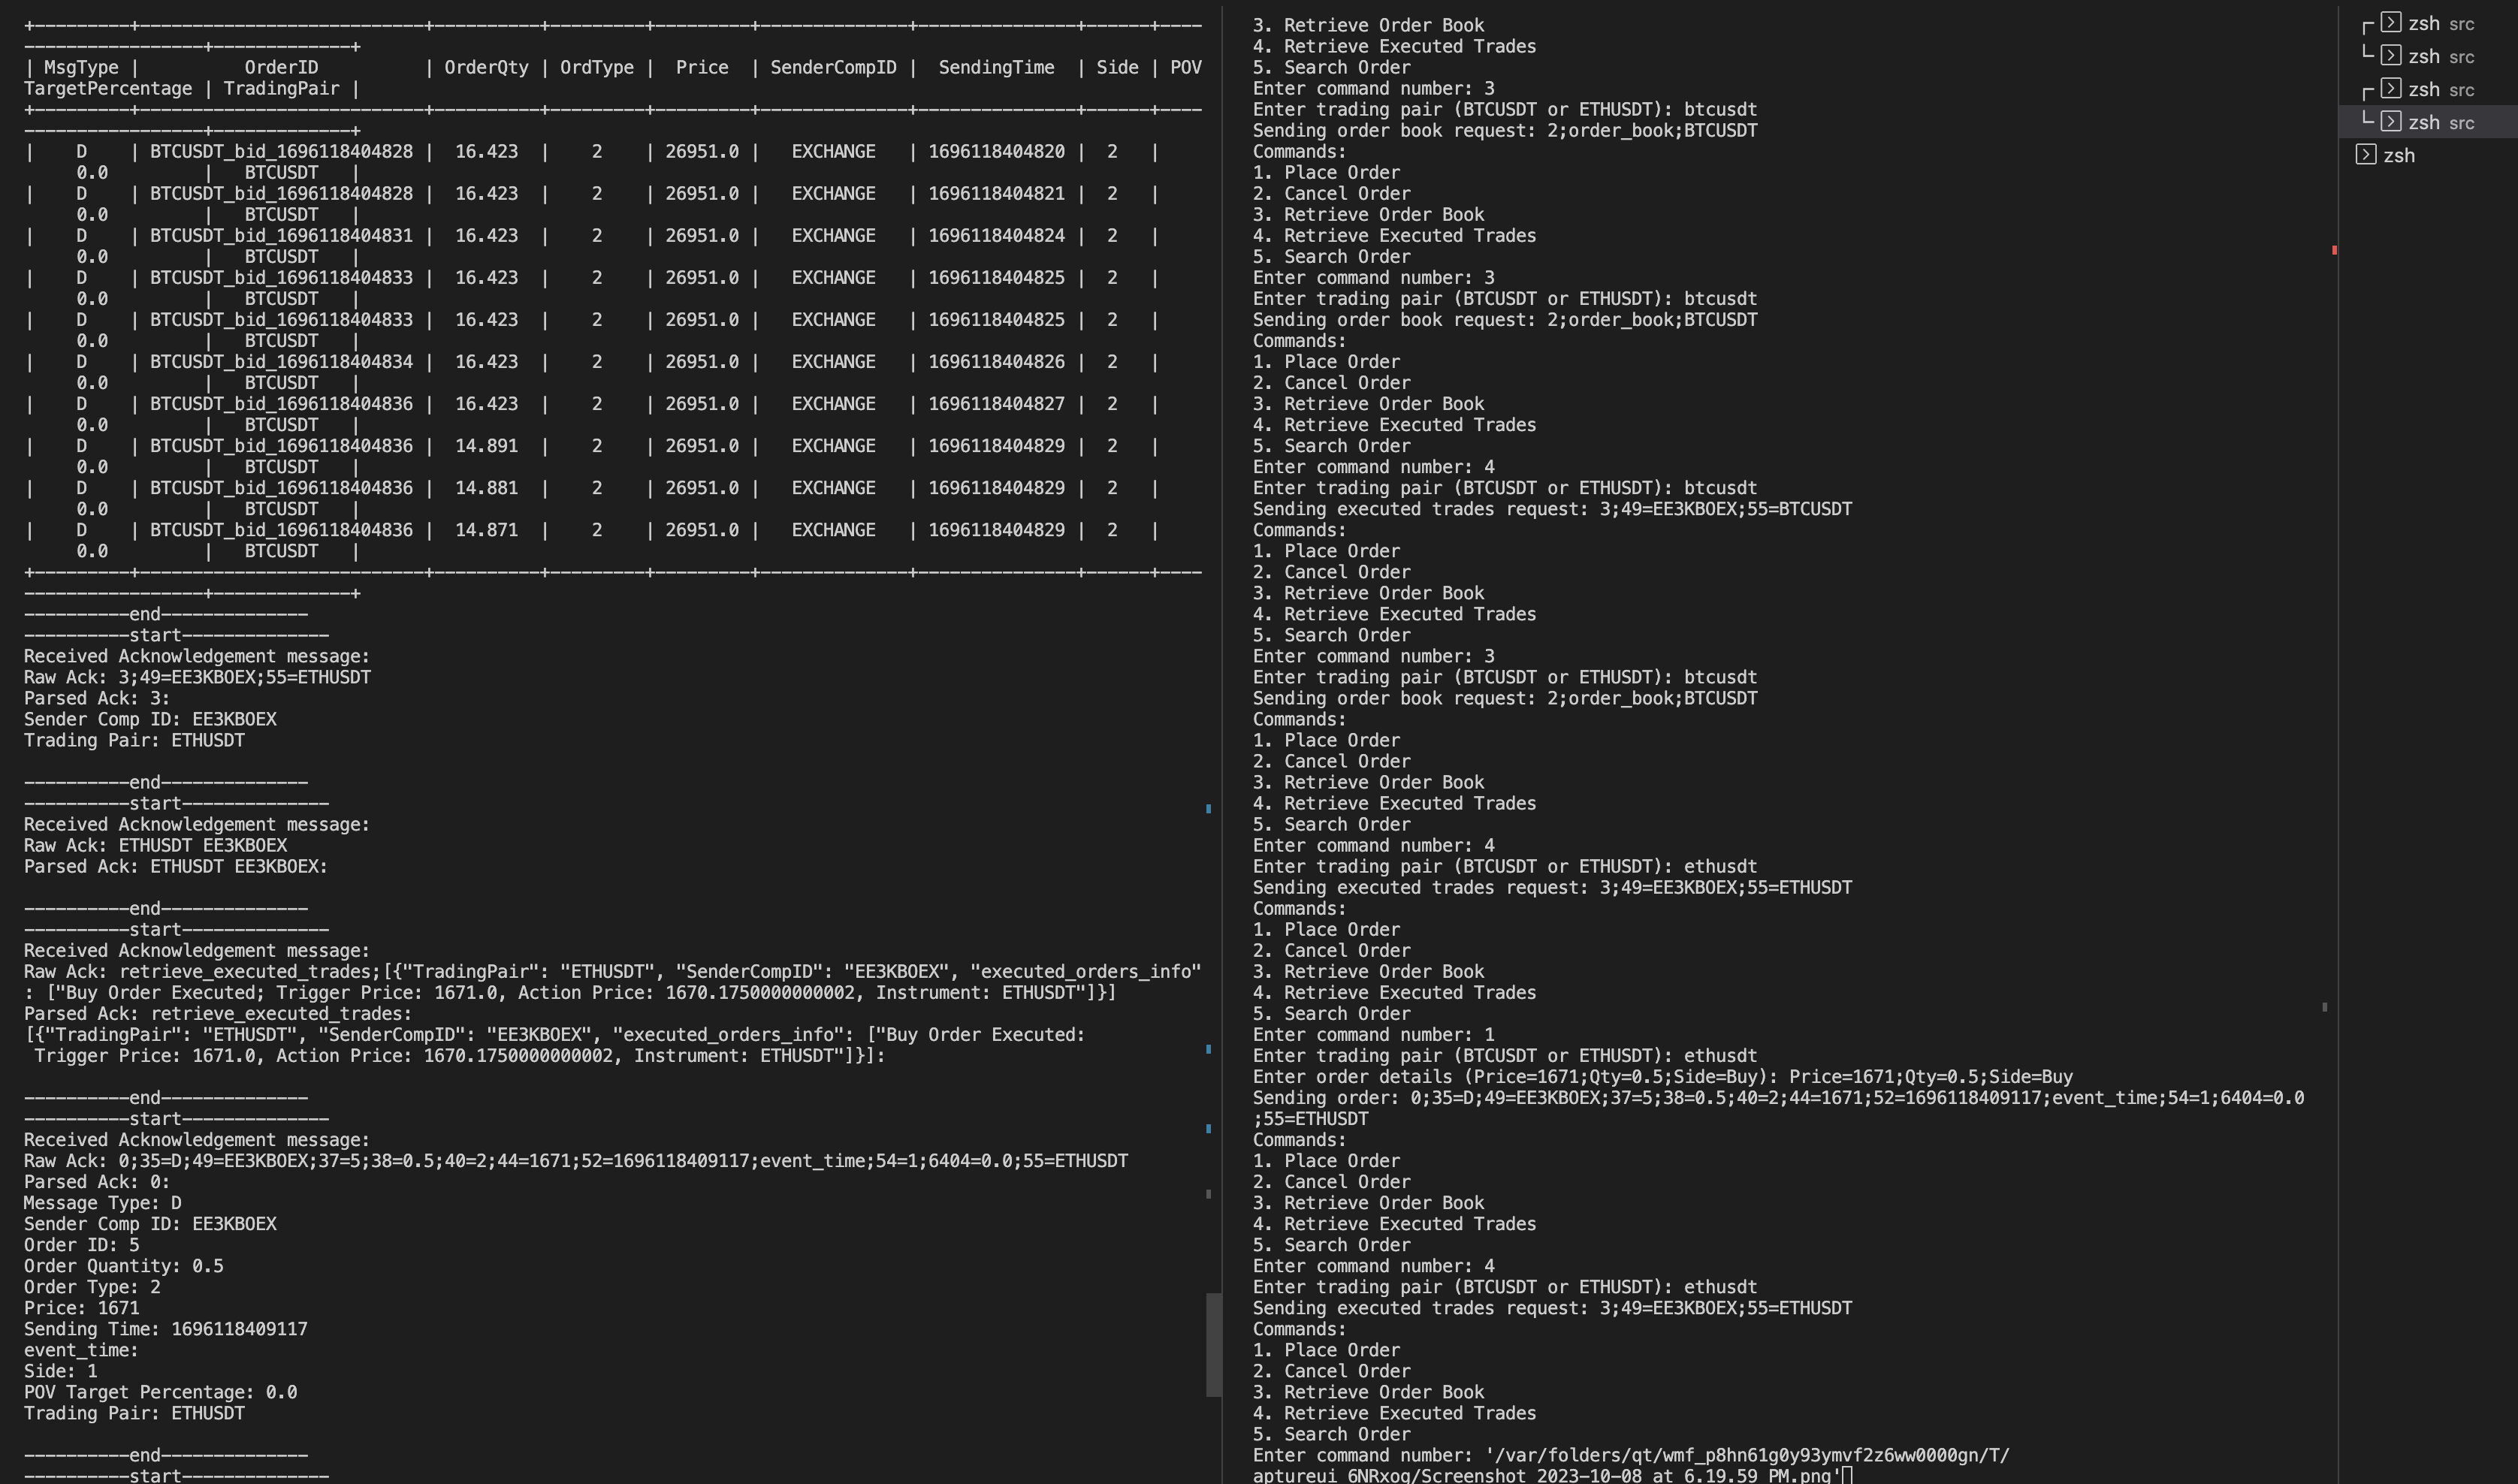 +---------+---------------------------+----------+---------+---------+--------------+---------------+------+----
-----------------+-------------+
| MsgType |          OrderID          | OrderQty | OrdType |  Price  | SenderCompID |  SendingTime  | Side | POV
TargetPercentage | TradingPair |
+---------+---------------------------+----------+---------+---------+--------------+---------------+------+----
-----------------+-------------+
|    D    | BTCUSDT_bid_1696118404828 |  16.423  |    2    | 26951.0 |   EXCHANGE   | 1696118404820 |  2   |
     0.0         |   BTCUSDT   |
|    D    | BTCUSDT_bid_1696118404828 |  16.423  |    2    | 26951.0 |   EXCHANGE   | 1696118404821 |  2   |
     0.0         |   BTCUSDT   |
|    D    | BTCUSDT_bid_1696118404831 |  16.423  |    2    | 26951.0 |   EXCHANGE   | 1696118404824 |  2   |
     0.0         |   BTCUSDT   |
|    D    | BTCUSDT_bid_1696118404833 |  16.423  |    2    | 26951.0 |   EXCHANGE   | 1696118404825 |  2   |
     0.0         |   BTCUSDT   |
|    D    | BTCUSDT_bid_1696118404833 |  16.423  |    2    | 26951.0 |   EXCHANGE   | 1696118404825 |  2   |
     0.0         |   BTCUSDT   |
|    D    | BTCUSDT_bid_1696118404834 |  16.423  |    2    | 26951.0 |   EXCHANGE   | 1696118404826 |  2   |
     0.0         |   BTCUSDT   |
|    D    | BTCUSDT_bid_1696118404836 |  16.423  |    2    | 26951.0 |   EXCHANGE   | 1696118404827 |  2   |
     0.0         |   BTCUSDT   |
|    D    | BTCUSDT_bid_1696118404836 |  14.891  |    2    | 26951.0 |   EXCHANGE   | 1696118404829 |  2   |
     0.0         |   BTCUSDT   |
|    D    | BTCUSDT_bid_1696118404836 |  14.881  |    2    | 26951.0 |   EXCHANGE   | 1696118404829 |  2   |
     0.0         |   BTCUSDT   |
|    D    | BTCUSDT_bid_1696118404836 |  14.871  |    2    | 26951.0 |   EXCHANGE   | 1696118404829 |  2   |
     0.0         |   BTCUSDT   |
+---------+---------------------------+----------+---------+---------+--------------+---------------+------+----
-----------------+-------------+
----------end--------------
----------start--------------
Received Acknowledgement message:
Raw Ack: 3;49=EE3KBOEX;55=ETHUSDT
Parsed Ack: 3:
Sender Comp ID: EE3KBOEX
Trading Pair: ETHUSDT

----------end--------------
----------start--------------
Received Acknowledgement message:
Raw Ack: ETHUSDT EE3KBOEX
Parsed Ack: ETHUSDT EE3KBOEX:

----------end--------------
----------start--------------
Received Acknowledgement message:
Raw Ack: retrieve_executed_trades;[{"TradingPair": "ETHUSDT", "SenderCompID": "EE3KBOEX", "executed_orders_info"
: ["Buy Order Executed; Trigger Price: 1671.0, Action Price: 1670.1750000000002, Instrument: ETHUSDT"]}]
Parsed Ack: retrieve_executed_trades:
[{"TradingPair": "ETHUSDT", "SenderCompID": "EE3KBOEX", "executed_orders_info": ["Buy Order Executed:
 Trigger Price: 1671.0, Action Price: 1670.1750000000002, Instrument: ETHUSDT"]}]:

----------end--------------
----------start--------------
Received Acknowledgement message:
Raw Ack: 0;35=D;49=EE3KBOEX;37=5;38=0.5;40=2;44=1671;52=1696118409117;event_time;54=1;6404=0.0;55=ETHUSDT
Parsed Ack: 0:
Message Type: D
Sender Comp ID: EE3KBOEX
Order ID: 5
Order Quantity: 0.5
Order Type: 2
Price: 1671
Sending Time: 1696118409117
event_time:
Side: 1
POV Target Percentage: 0.0
Trading Pair: ETHUSDT

----------end--------------
----------start--------------
3. Retrieve Order Book
4. Retrieve Executed Trades
5. Search Order
Enter command number: 3
Enter trading pair (BTCUSDT or ETHUSDT): btcusdt
Sending order book request: 2;order_book;BTCUSDT
Commands:
1. Place Order
2. Cancel Order
3. Retrieve Order Book
4. Retrieve Executed Trades
5. Search Order
Enter command number: 3
Enter trading pair (BTCUSDT or ETHUSDT): btcusdt
Sending order book request: 2;order_book;BTCUSDT
Commands:
1. Place Order
2. Cancel Order
3. Retrieve Order Book
4. Retrieve Executed Trades
5. Search Order
Enter command number: 4
Enter trading pair (BTCUSDT or ETHUSDT): btcusdt
Sending executed trades request: 3;49=EE3KBOEX;55=BTCUSDT
Commands:
1. Place Order
2. Cancel Order
3. Retrieve Order Book
4. Retrieve Executed Trades
5. Search Order
Enter command number: 3
Enter trading pair (BTCUSDT or ETHUSDT): btcusdt
Sending order book request: 2;order_book;BTCUSDT
Commands:
1. Place Order
2. Cancel Order
3. Retrieve Order Book
4. Retrieve Executed Trades
5. Search Order
Enter command number: 4
Enter trading pair (BTCUSDT or ETHUSDT): ethusdt
Sending executed trades request: 3;49=EE3KBOEX;55=ETHUSDT
Commands:
1. Place Order
2. Cancel Order
3. Retrieve Order Book
4. Retrieve Executed Trades
5. Search Order
Enter command number: 1
Enter trading pair (BTCUSDT or ETHUSDT): ethusdt
Enter order details (Price=1671;Qty=0.5;Side=Buy): Price=1671;Qty=0.5;Side=Buy
Sending order: 0;35=D;49=EE3KBOEX;37=5;38=0.5;40=2;44=1671;52=1696118409117;event_time;54=1;6404=0.0
;55=ETHUSDT
Commands:
1. Place Order
2. Cancel Order
3. Retrieve Order Book
4. Retrieve Executed Trades
5. Search Order
Enter command number: 4
Enter trading pair (BTCUSDT or ETHUSDT): ethusdt
Sending executed trades request: 3;49=EE3KBOEX;55=ETHUSDT
Commands:
1. Place Order
2. Cancel Order
3. Retrieve Order Book
4. Retrieve Executed Trades
5. Search Order
Enter command number: '/var/folders/qt/wmf_p8hn61g0y93ymvf2z6ww0000gn/T/
aptureui_6NRxog/Screenshot 2023-10-08 at 6.19.59 PM.png'
zsh src
zsh src
zsh src
zsh src
zsh